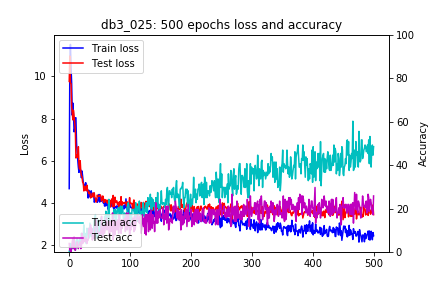 db3_025: 500 epochs loss and accuracy
Train loss
Test loss
Train acc
Test acc
Loss
10
8
6
4
2
Accuracy
100
80
60
40
20
0
0
100
200
300
400
500